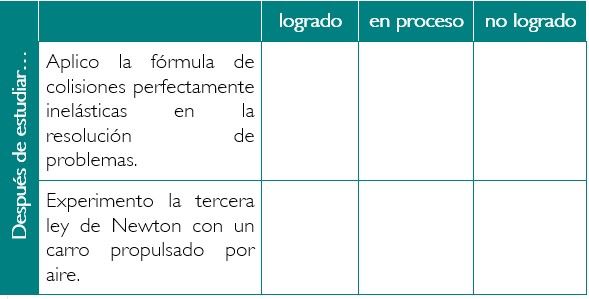 logrado en proceso no logrado
Después de estudiar…
Aplico la fórmula de
colisiones perfectamente
inelásticas en la
resolución de
problemas.
Experimento la tercera
ley de Newton con un
carro propulsado por
aire.